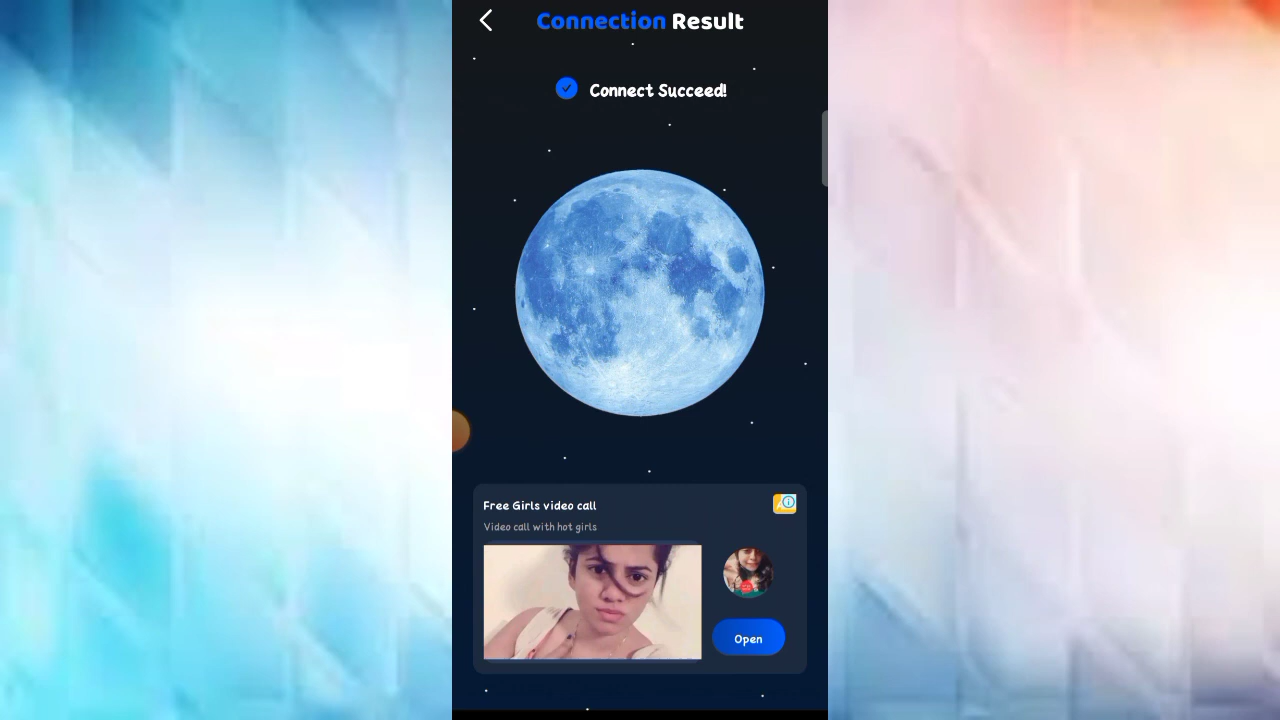 Connection Result
Connect Succeed!
Free Girls video call
Video call with hot girls
Open